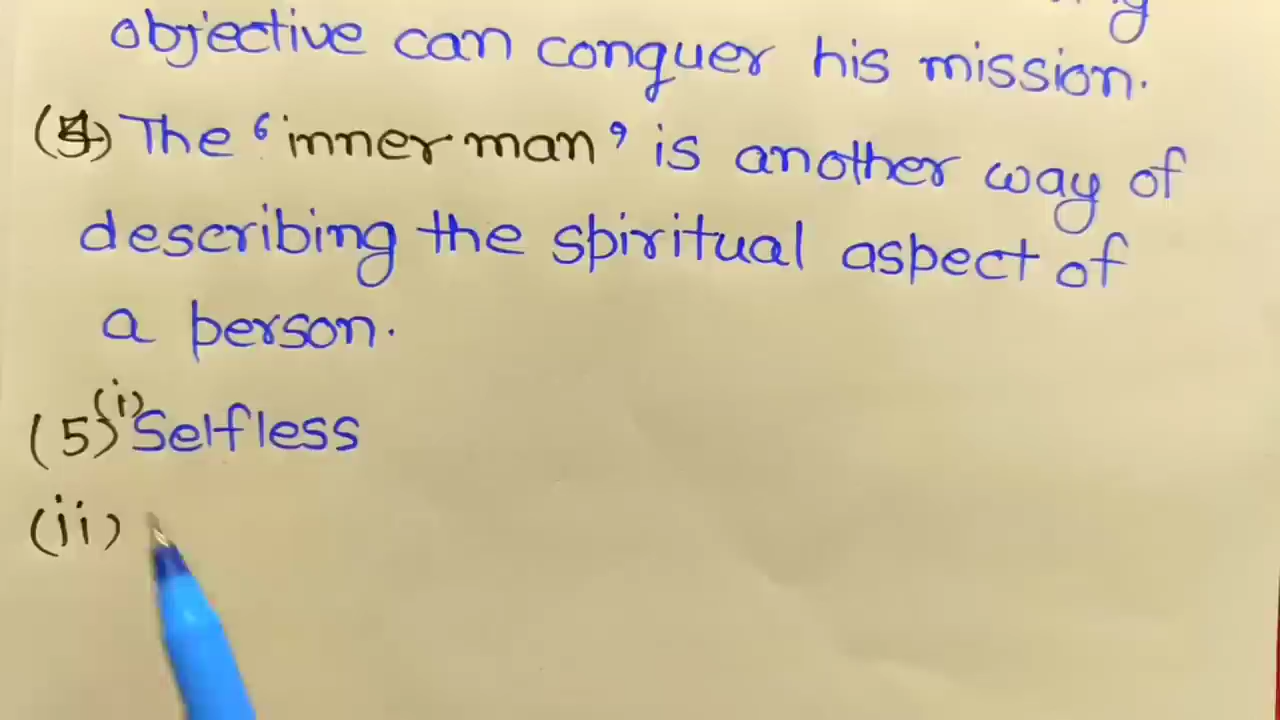 objective can conquer his mission.
(4) The 'inner man' is another way of
describing the spiritual aspect of
a person.
(5) (i) Selfless
(ii)